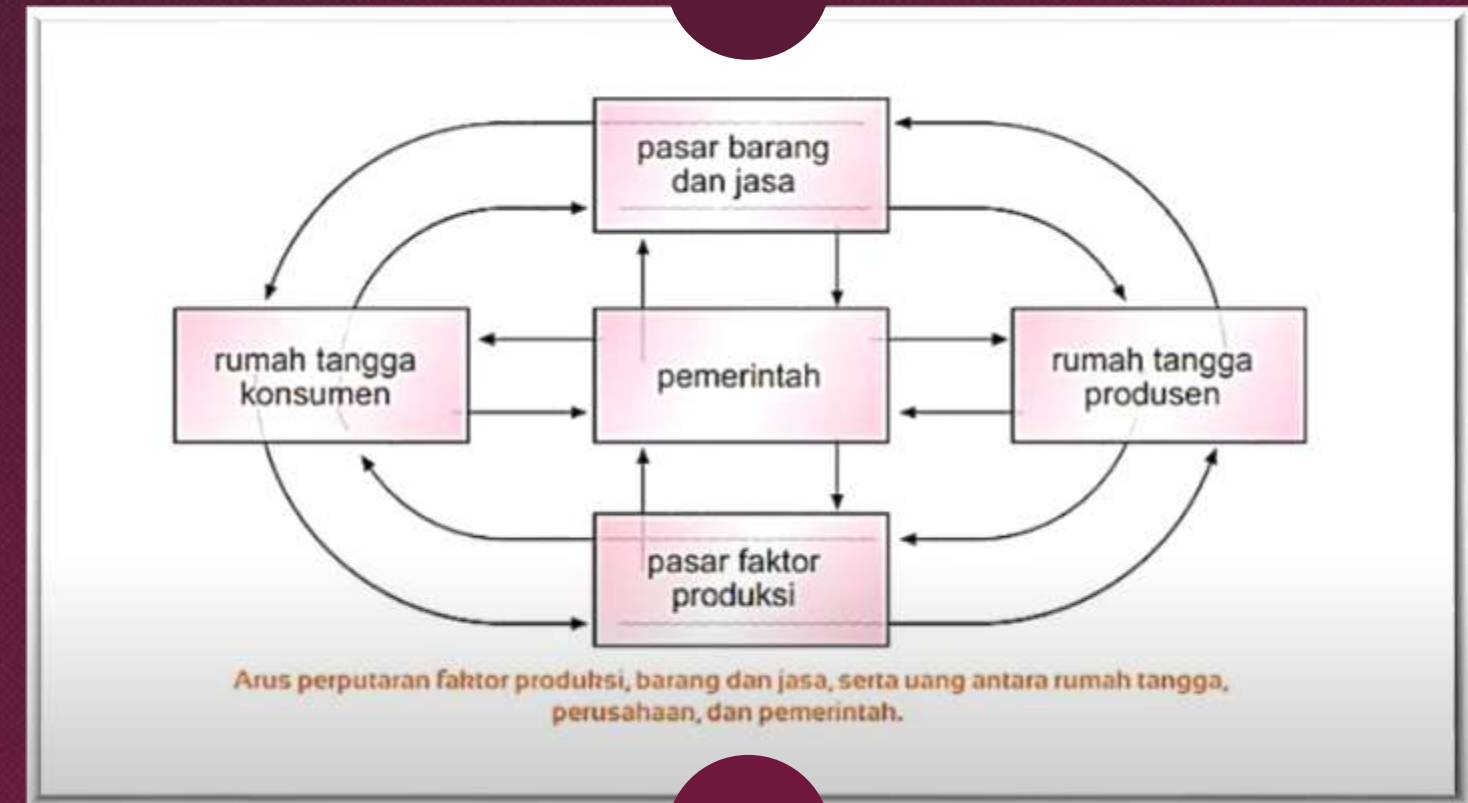 pasar barang
dan jasa
rumah tangga
konsumen
pemerintah
rumah tangga
produsen
pasar faktor
produksi
Arus perputaran faktor produksi, barang dan jasa, serta uang antara rumah tangga,
perusahaan, dan pemerintah.